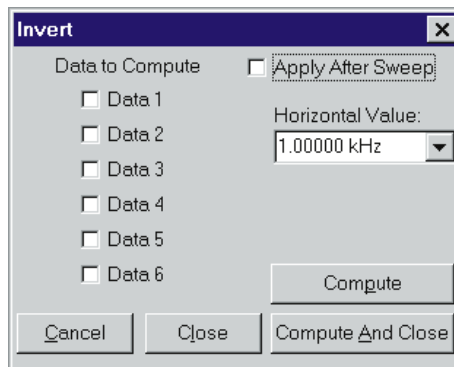 Invert
Data to Compute
Apply After Sweep
Data 1
Data 2
Data 3
Data 4
Data 5
Data 6
Horizontal Value:
1.00000 kHz
Compute
Cancel
Close
Compute And Close